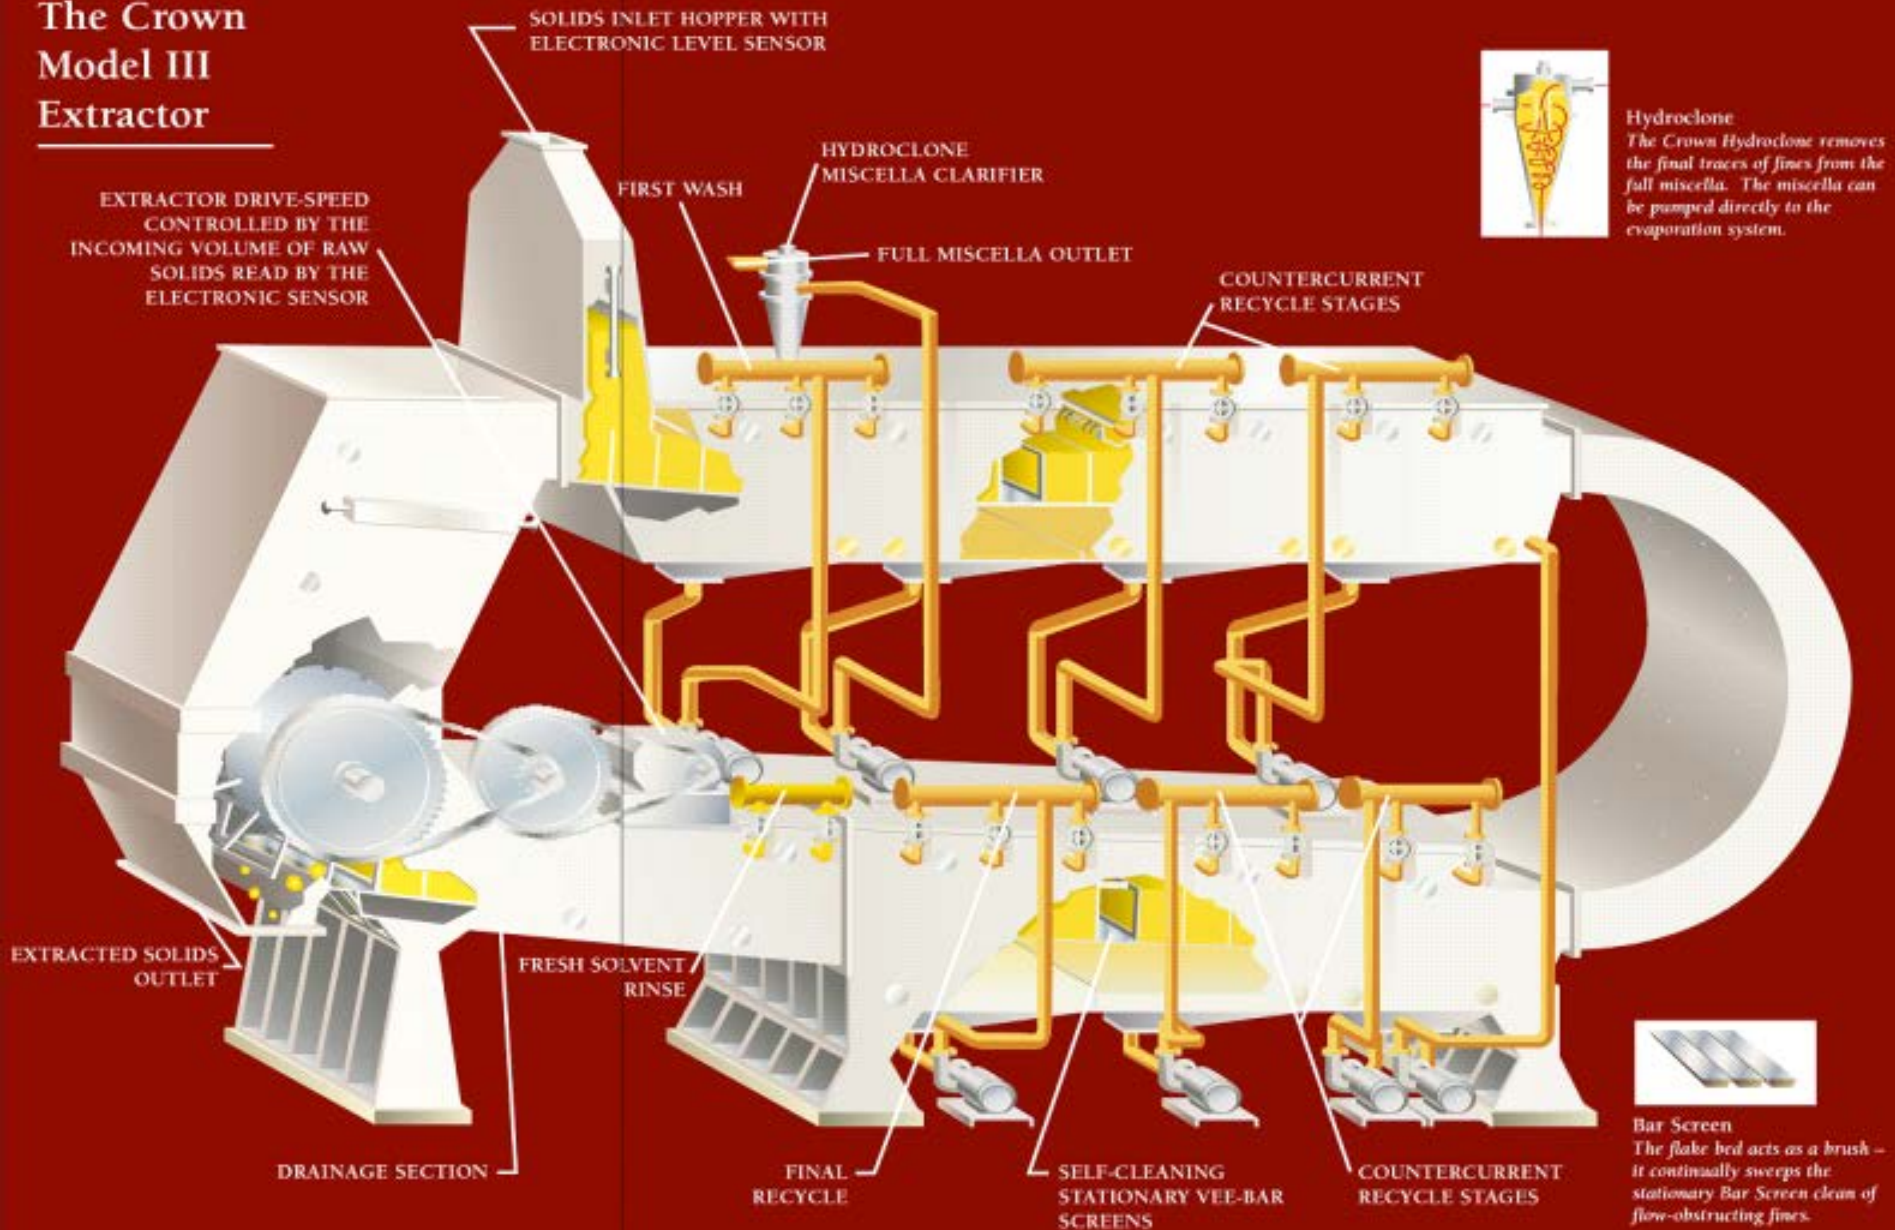 The Crown
Model III
Extractor
SOLIDS INLET HOPPER WITH
ELECTRONIC LEVEL SENSOR
HYDROCLONE
MISCELLA CLARIFIER
FIRST WASH
FULL MISCELLA OUTLET
EXTRACTOR DRIVE-SPEED
CONTROLLED BY THE
INCOMING VOLUME OF RAW
SOLIDS READ BY THE
ELECTRONIC SENSOR
COUNTERCURRENT
RECYCLE STAGES
Hydroclone
The Crown Hydroclone removes
the final traces of fines from the
full miscella. The miscella can
be pumped directly to the
evaporation system.
EXTRACTED SOLIDS
OUTLET
FRESH SOLVENT
RINSE
DRAINAGE SECTION
FINAL
RECYCLE
SELF-CLEANING
STATIONARY VEE-BAR
SCREENS
COUNTERCURRENT
RECYCLE STAGES
Bar Screen
The flake bed acts as a brush –
it continually sweeps the
stationary Bar Screen clean of
flow-obstructing fines.